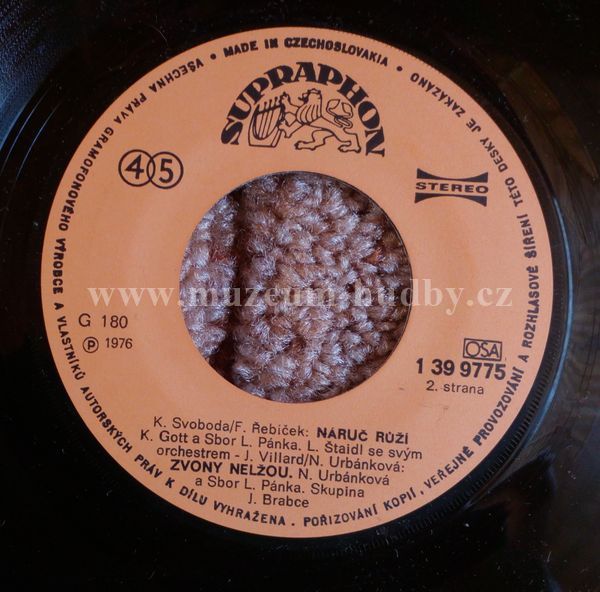 VŠECHNA PRÁVA GRAMOFONOVÉHO VÝROBCE A VLASTNÍKŮ AUTORSKÝCH PRÁV K DÍLU VYHRAŽENA. POŘIZOVÁNÍ KOPIÍ, VEŘEJNÉ PROVOZOVÁNÍ A ROZHLASOVÉ ŠÍŘENÍ TÉTO DESKY JE ZAKÁZÁNO • MADE IN CZECHOSLOVAKIA •
SUPRAPHON
45
STEREO
www.muzeum-hudby.cz
G 180
Ⓟ 1976
OSA
1 39 9775
2. strana
K. Svoboda/F. Řebíček: NÁRUČ RŮŽÍ
K. Gott a Sbor L. Pánka. L. Štaidl se svým
orchestrem - J. Villard/N. Urbánková:
ZVONY NELŽOU. N. Urbánková
a Sbor L. Pánka. Skupina
J. Brabce